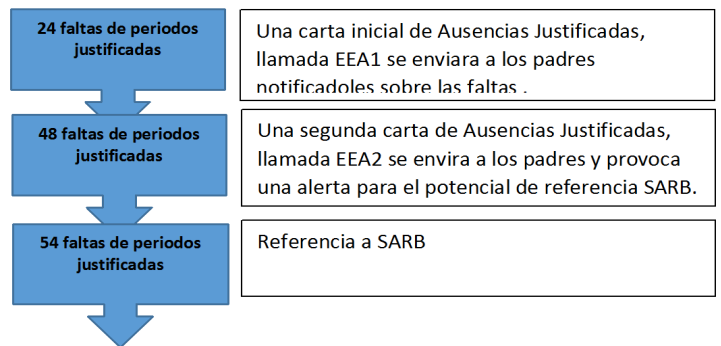 24 faltas de periodos
justificadas
Una carta inicial de Ausencias Justificadas,
llamada EEA1 se enviara a los padres
notificadoles sobre las faltas .
48 faltas de periodos
justificadas
Una segunda carta de Ausencias Justificadas,
llamada EEA2 se envira a los padres y provoca
una alerta para el potencial de referencia SARB.
54 faltas de periodos
justificadas
Referencia a SARB